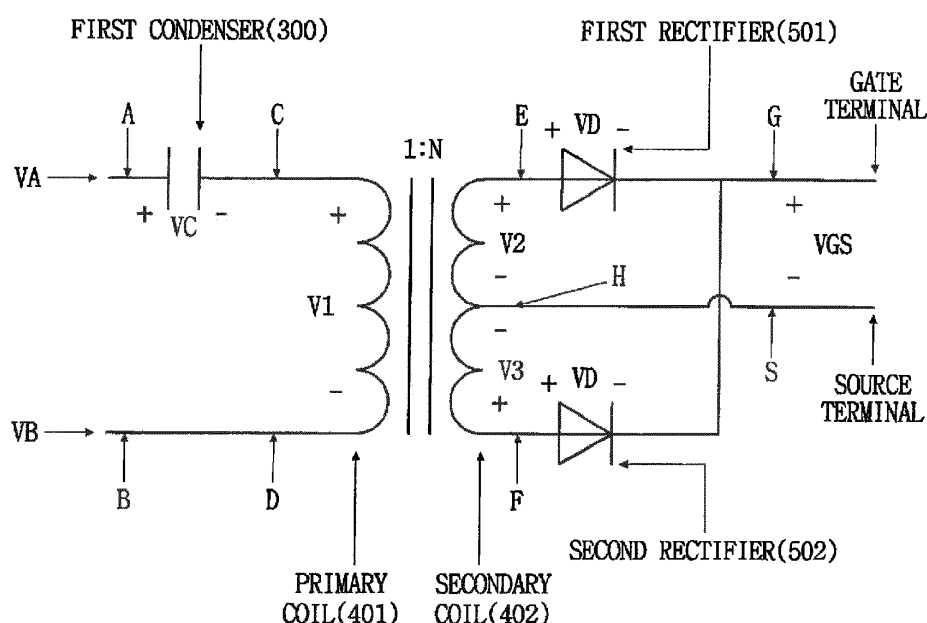 FIRST CONDENSER(300)
FIRST RECTIFIER(501)
GATE
TERMINAL
A
C
E
+ VD -
G
1:N
VA
+ VC -
+
+
V2
-
+
VGS
-
H
V1
-
V3
+
-
+ VD -
S
SOURCE
TERMINAL
VB
B
D
F
SECOND RECTIFIER(502)
PRIMARY
COIL(401)
SECONDARY
COIL(402)